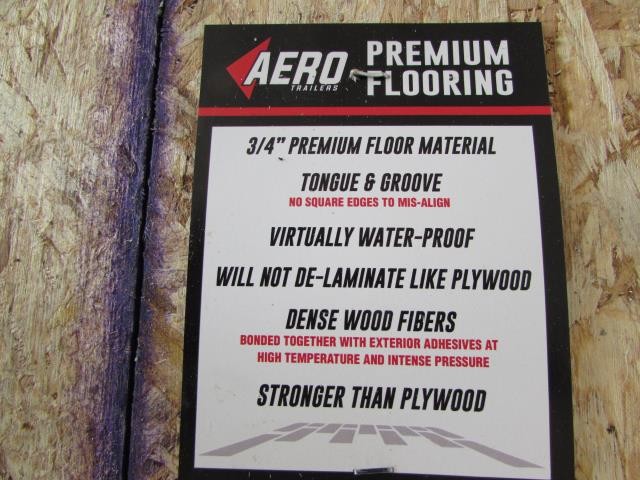 AERO
TRAILERS
PREMIUM
FLOORING
3/4" PREMIUM FLOOR MATERIAL
TONGUE & GROOVE
NO SQUARE EDGES TO MIS-ALIGN
VIRTUALLY WATER-PROOF
WILL NOT DE-LAMINATE LIKE PLYWOOD
DENSE WOOD FIBERS
BONDED TOGETHER WITH EXTERIOR ADHESIVES AT
HIGH TEMPERATURE AND INTENSE PRESSURE
STRONGER THAN PLYWOOD